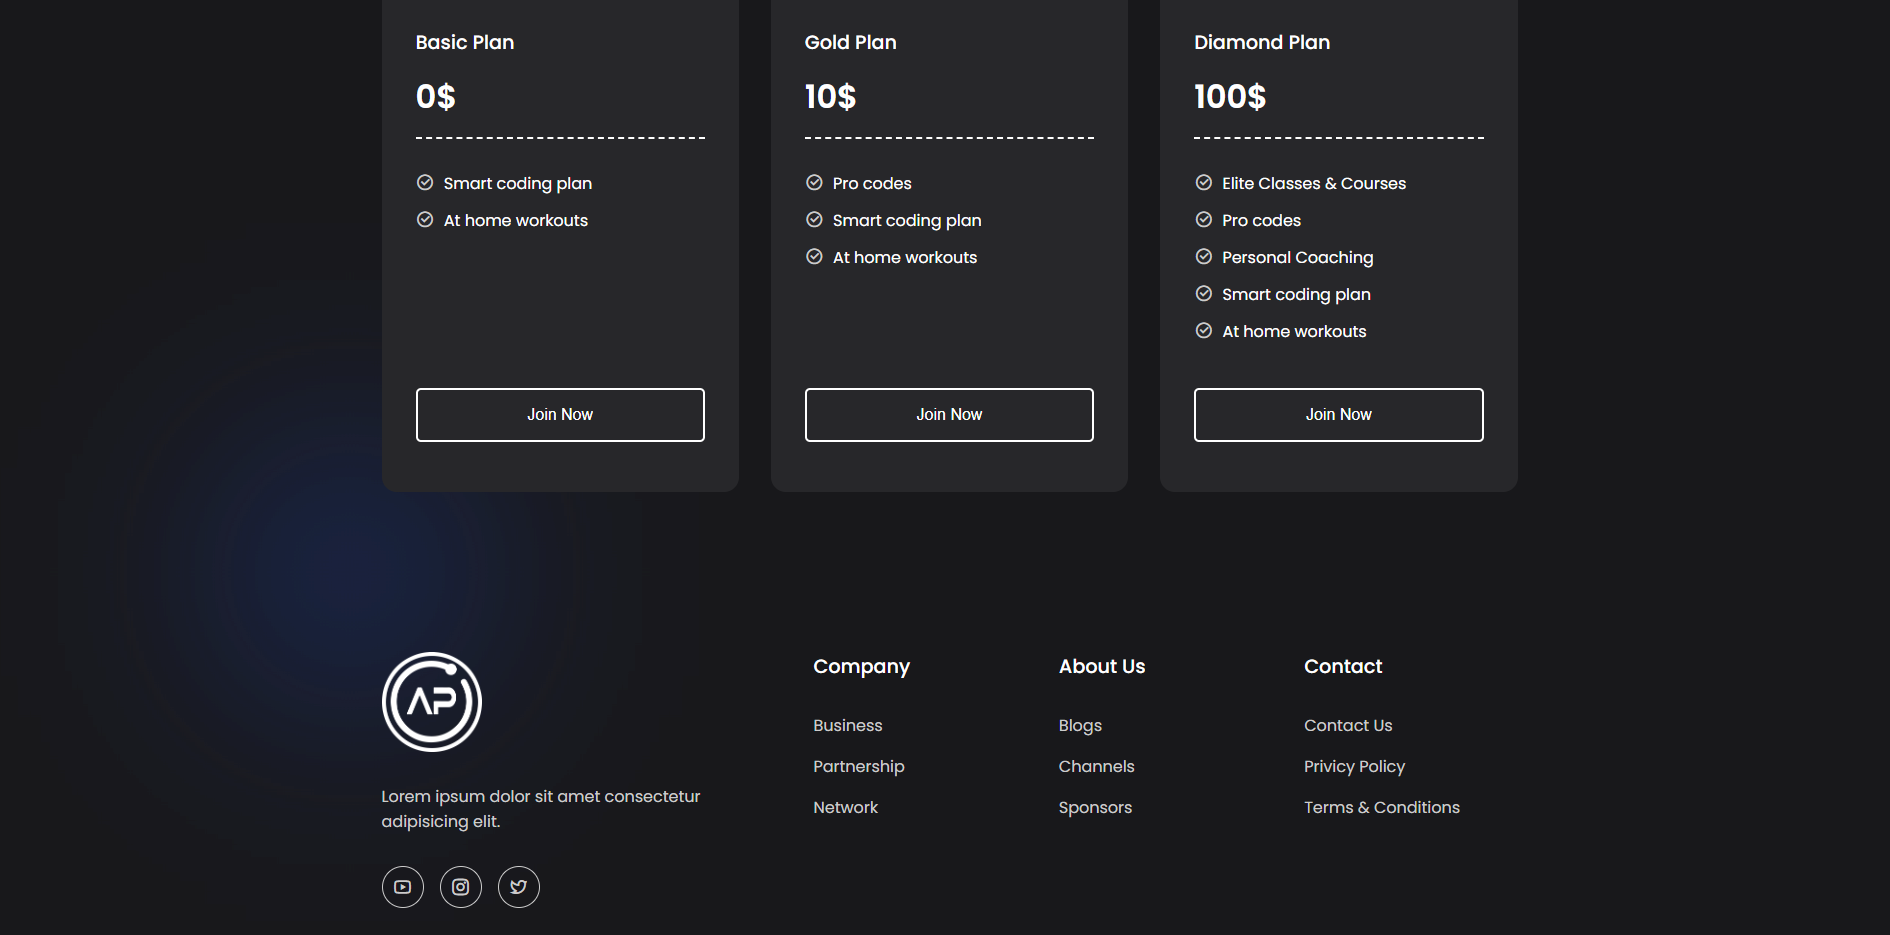 Basic Plan
0$
Smart coding plan
At home workouts
Join Now
Gold Plan
10$
Pro codes
Smart coding plan
At home workouts
Join Now
Diamond Plan
100$
Elite Classes & Courses
Pro codes
Personal Coaching
Smart coding plan
At home workouts
Join Now
AP
Lorem ipsum dolor sit amet consectetur
adipisicing elit.
Company
Business
Partnership
Network
About Us
Blogs
Channels
Sponsors
Contact
Contact Us
Privicy Policy
Terms & Conditions